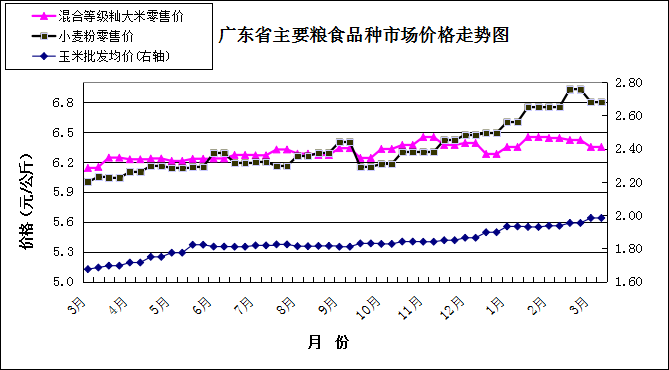 混合等级籼大米零售价
小麦粉零售价
玉米批发均价(右轴)
广东省主要粮食品种市场价格走势图
价格（元/公斤）
6.8
6.5
6.2
5.9
5.6
5.3
5.0
2.80
2.60
2.40
2.20
2.00
1.80
1.60
3月
4月
5月
6月
7月
8月
9月
10月
11月
12月
1月
2月
3月
月 份